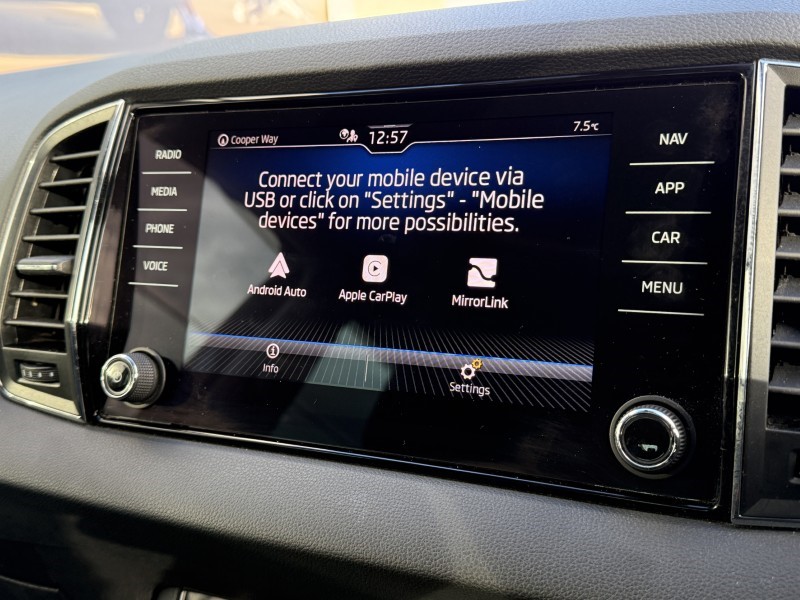 Cooper Way
12:57
7.5°C
RADIO
MEDIA
PHONE
VOICE
Connect your mobile device via
USB or click on "Settings" - "Mobile
devices" for more possibilities.
Android Auto
Apple CarPlay
MirrorLink
Info
Settings
NAV
APP
CAR
MENU